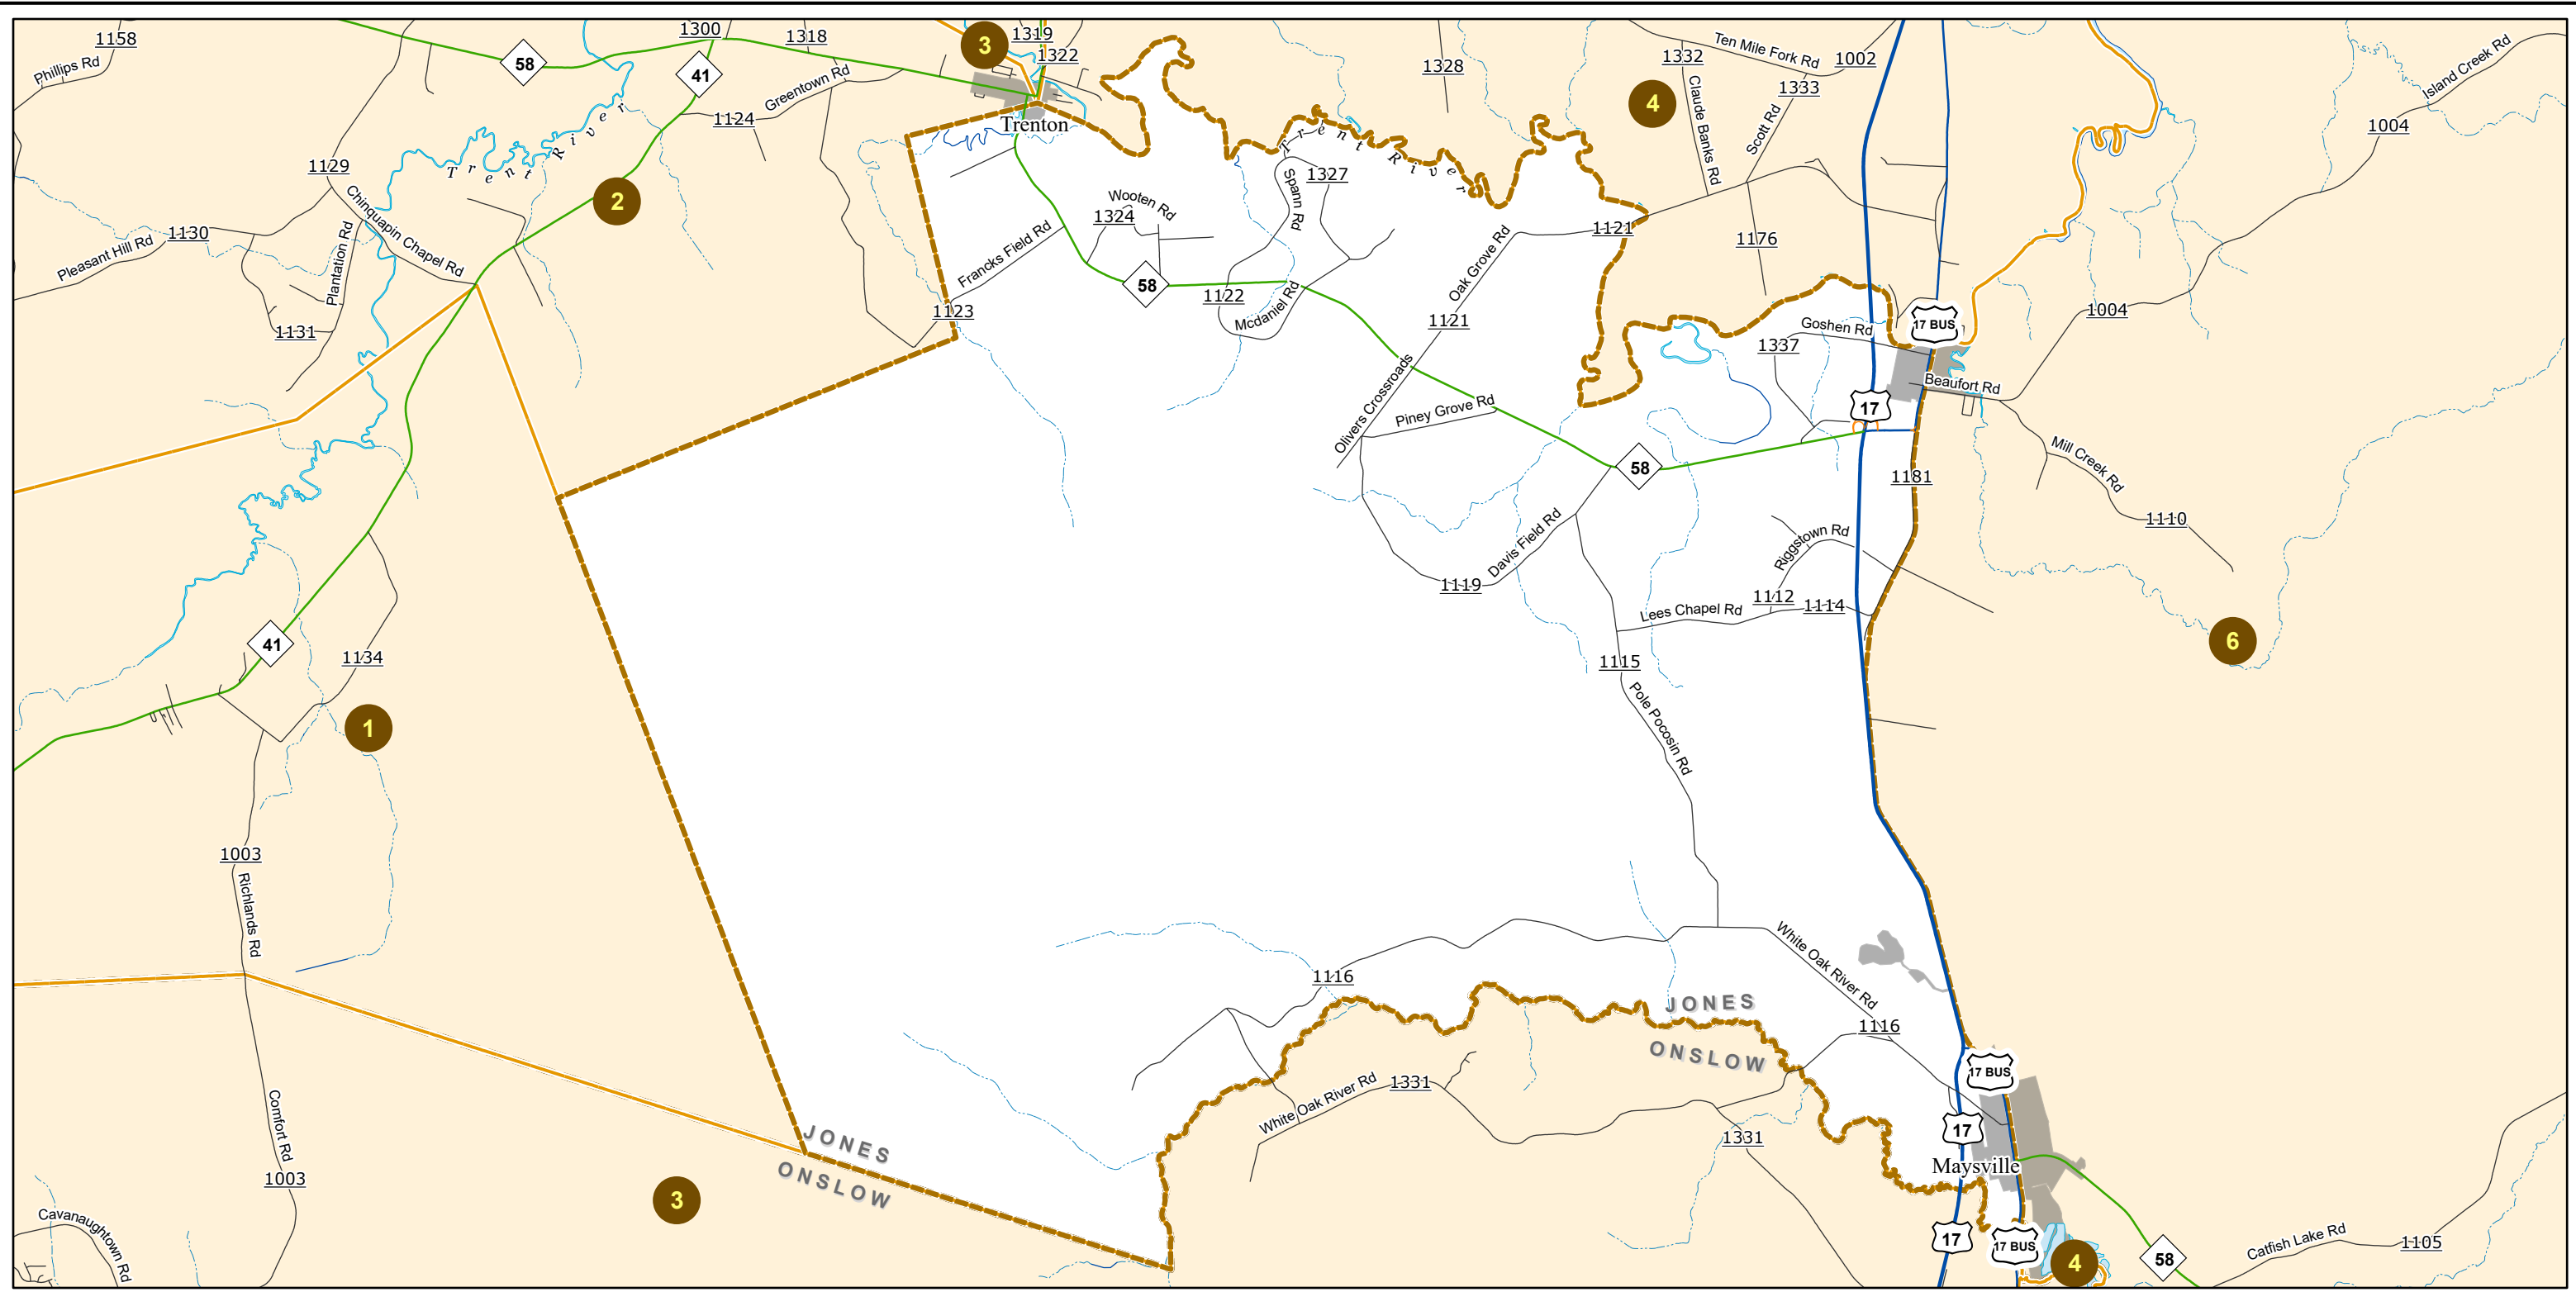 1158
Phillips Rd
58
1300
41
1318
Greentown Rd
1124
3
1319
1322
Trenton
1328
4
1332
Ten Mile Fork Rd
1002
1333
Claude Banks Rd
Scott Rd
Island Creek Rd
1004
Trent River
1129
Chinquapin Chapel Rd
2
Pleasant Hill Rd
1130
Plantation Rd
1131
Wooten Rd
1324
Francks Field Rd
1123
58
Trent River
Spann Rd
1327
1122
Mcdaniel Rd
Oak Grove Rd
1121
1121
1176
17 BUS
1004
Goshen Rd
1337
Beaufort Rd
17
Olivers Crossroads
Piney Grove Rd
58
1181
Mill Creek Rd
1110
Davis Field Rd
1119
Riggstown Rd
1112
1114
Lees Chapel Rd
6
41
1134
1
1115
Pole Pocosin Rd
1003
Richlands Rd
White Oak River Rd
1116
JONES
ONSLOW
1116
17 BUS
White Oak River Rd
1331
1331
17
Maysville
Comfort Rd
1003
JONES
ONSLOW
3
Cavanaughtown Rd
17
17 BUS
4
58
Catfish Lake Rd
1105